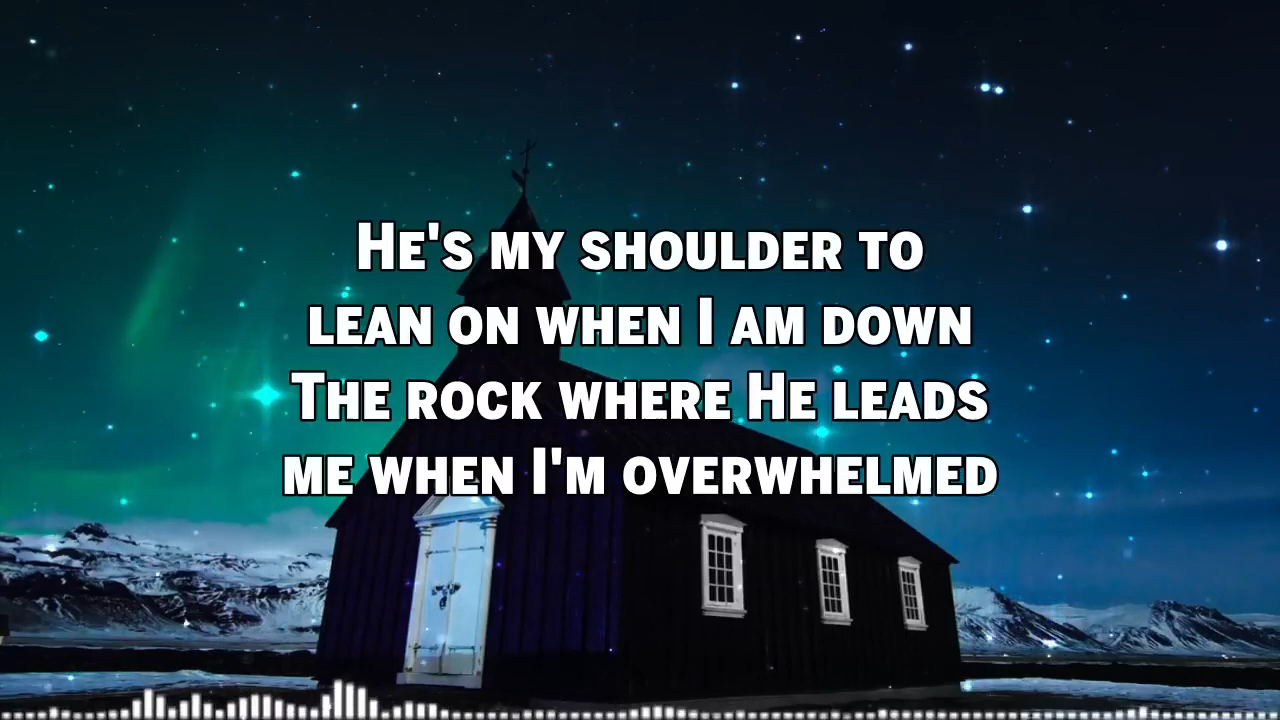 He's my shoulder to
lean on when I am down
The rock where He leads
me when I'm overwhelmed